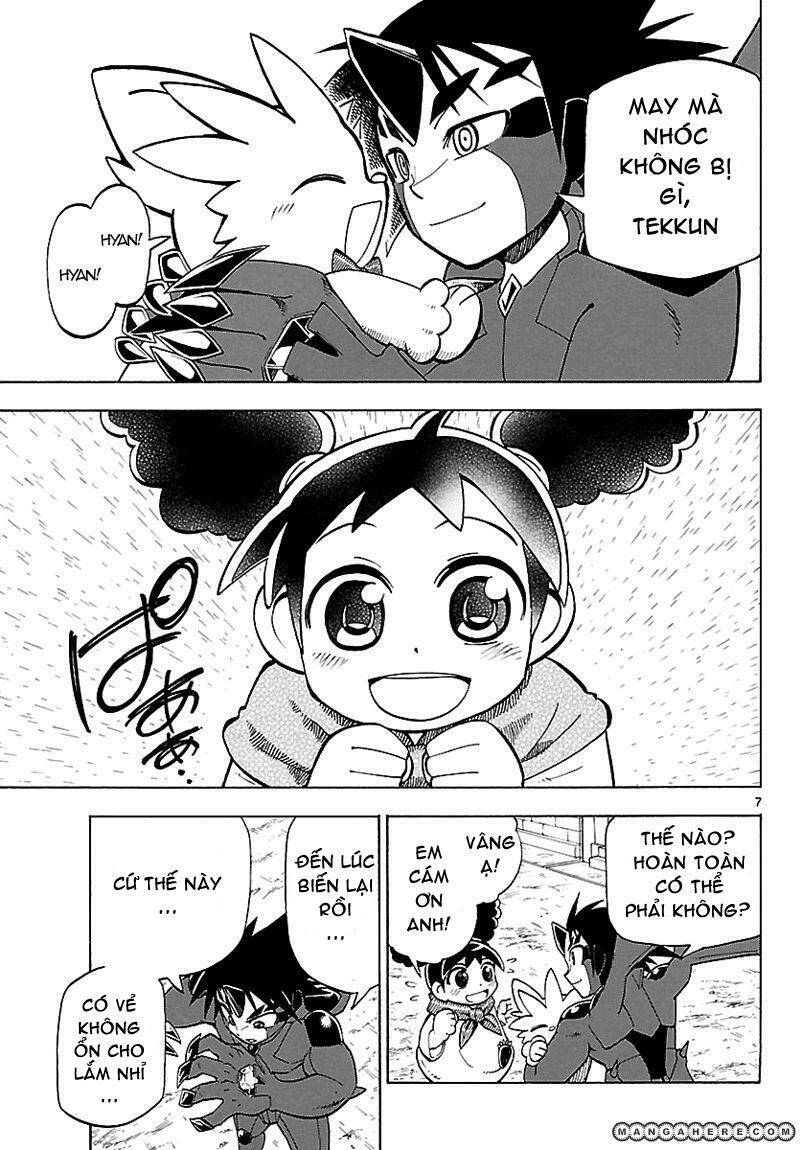 MAY MÀ
NHÓC
KHÔNG BỊ
GÌ,
TEKKUN
HYAN!
HYAN!
ぱぁぁぁ…
7
THẾ NÀO?
HOÀN TOÀN
CÓ THỂ
PHẢI KHÔNG?
VÂNG
Ạ!
EM
CÁM
ƠN
ANH!
ĐẾN LÚC
BIẾN LẠI
RỒI
...
CỨ THẾ NÀY
...
CÓ VẺ
KHÔNG
ỔN CHO
LẮM NHỈ
...
MANGAHERE.COM